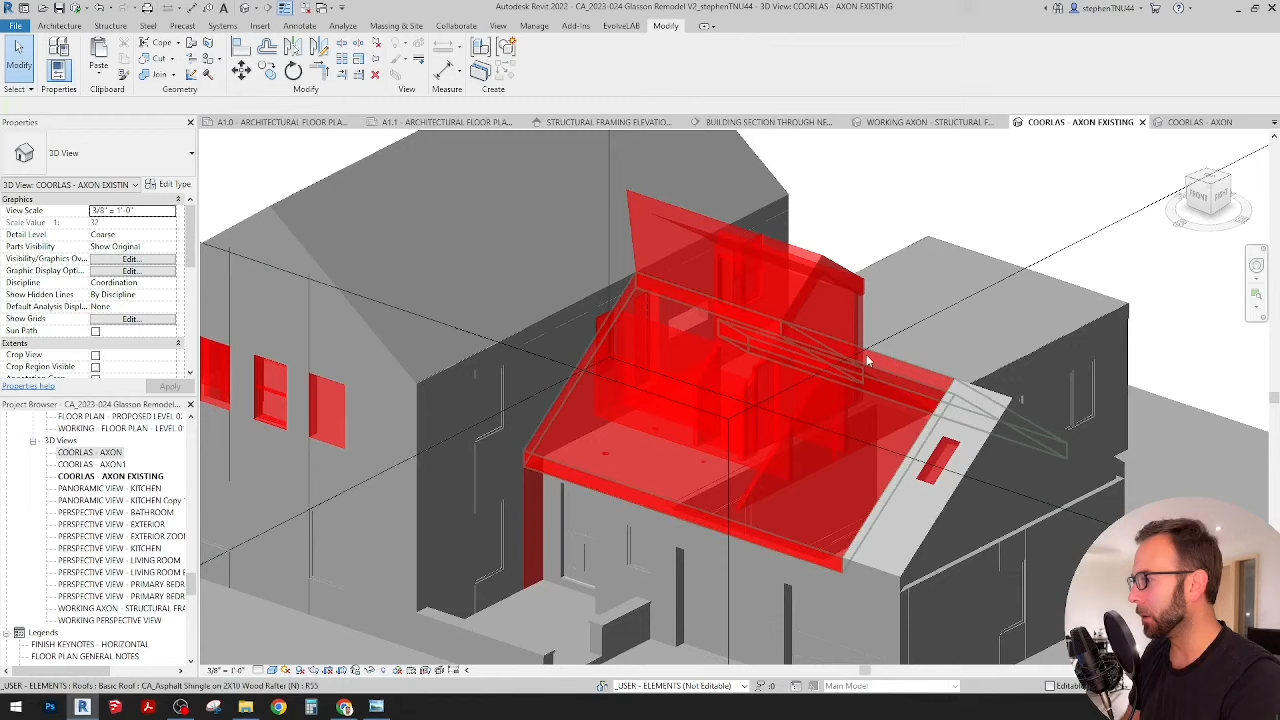 Autodesk Revit 2022 - CA_2023-024 Glasson Remodel V2_stephenTNU44 - 3D View: COORLAS - AXON EXISTING
stephenTNU44
File Architecture Structure Steel Precast Systems Insert Annotate Analyze Massing & Site Collaborate View Manage Add-Ins EvolveLAB Modify
Modify Paste Cope Cut Join
Select Properties Clipboard Geometry Modify View Measure Create
Properties
A1.0 - ARCHITECTURAL FLOOR PLA...
A1.1 - ARCHITECTURAL FLOOR PL...
STRUCTURAL FRAMING ELEVATIO...
BUILDING SECTION THROUGH NE...
WORKING AXON - STRUCTURAL F...
COORLAS - AXON EXISTING
COORLAS - AXON
3D View
3D View: COORLAS - AXON EXISTIN Edit Type
Graphics
View Scale 3/8" = 1'-0"
Scale Value 1: 32
Detail Level Coarse
Parts Visibility Show Original
Visibility/Graphics Ov... Edit...
Graphic Display Opti... Edit...
Discipline Coordination
Show Hidden Lines By Discipline
Default Analysis Displ... None
Show Grids Edit...
Sun Path
Extents
Crop View
Crop Region Visible
Properties help Apply
Project Browser - CA_2023-024 Glasson Remode...
FLOOR PLAN - PROPOSED LEVEL 0
WORKING - FLOOR PLAN - LEVEL 01
3D Views
COORLAS - AXON
COORLAS - AXON1
COORLAS - AXON EXISTING
PANORAMIC VIEW - KITCHEN
PANORAMIC VIEW - KITCHEN Copy
PERSPECTIVE VIEW - BATHROOM
PERSPECTIVE VIEW - EXTERIOR
PERSPECTIVE VIEW - EXTERIOR ZOO
PERSPECTIVE VIEW - KITCHEN
PERSPECTIVE VIEW - LIVING ROOM
PERSPECTIVE VIEW - LIVING ROOM
PERSPECTIVE VIEW - PRIMARY BEDR
PERSPECTIVE VIEW - PRIMARY BEDR
WORKING AXON - STRUCTURAL FRA
WORKING PERSPECTIVE VIEW
Legends
FINISH KEYNOTES - HORIZONTAL
FLOOR PLAN GENERAL NOTES
FRONT RIGHT
3/8" = 1'-0"
_USER - ELEMENTS : Roofs : Basic Roof : CA_Asphalt Shingle on 2X10 Wood Rafter (N) : R55
_USER - ELEMENTS (Not Editable)
:0
Main Model
Editable